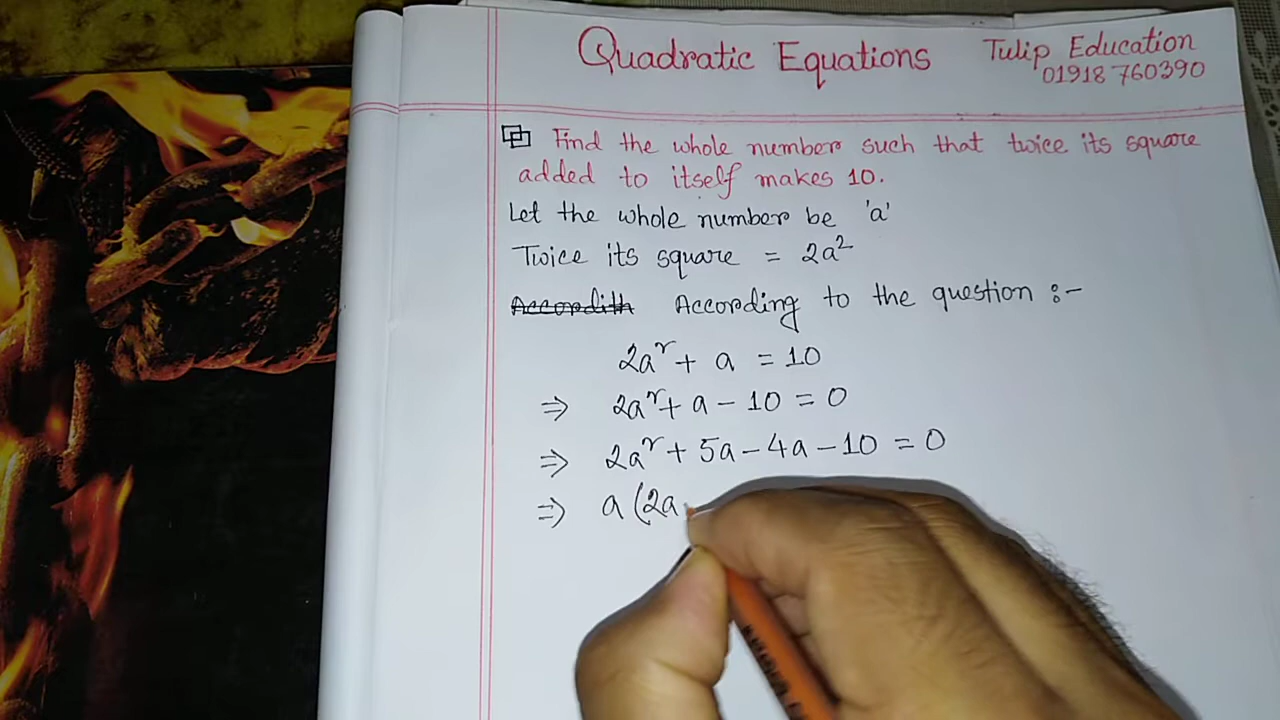 Quadratic Equations
Tulip Education
01918 760390
Find the whole number such that twice its square
added to itself makes 10.
Let the whole number be 'a'
Twice its square = 2a²
According to the question :-
2a² + a = 10
⇒ 2a² + a - 10 = 0
⇒ 2a² + 5a - 4a - 10 = 0
⇒ a (2a